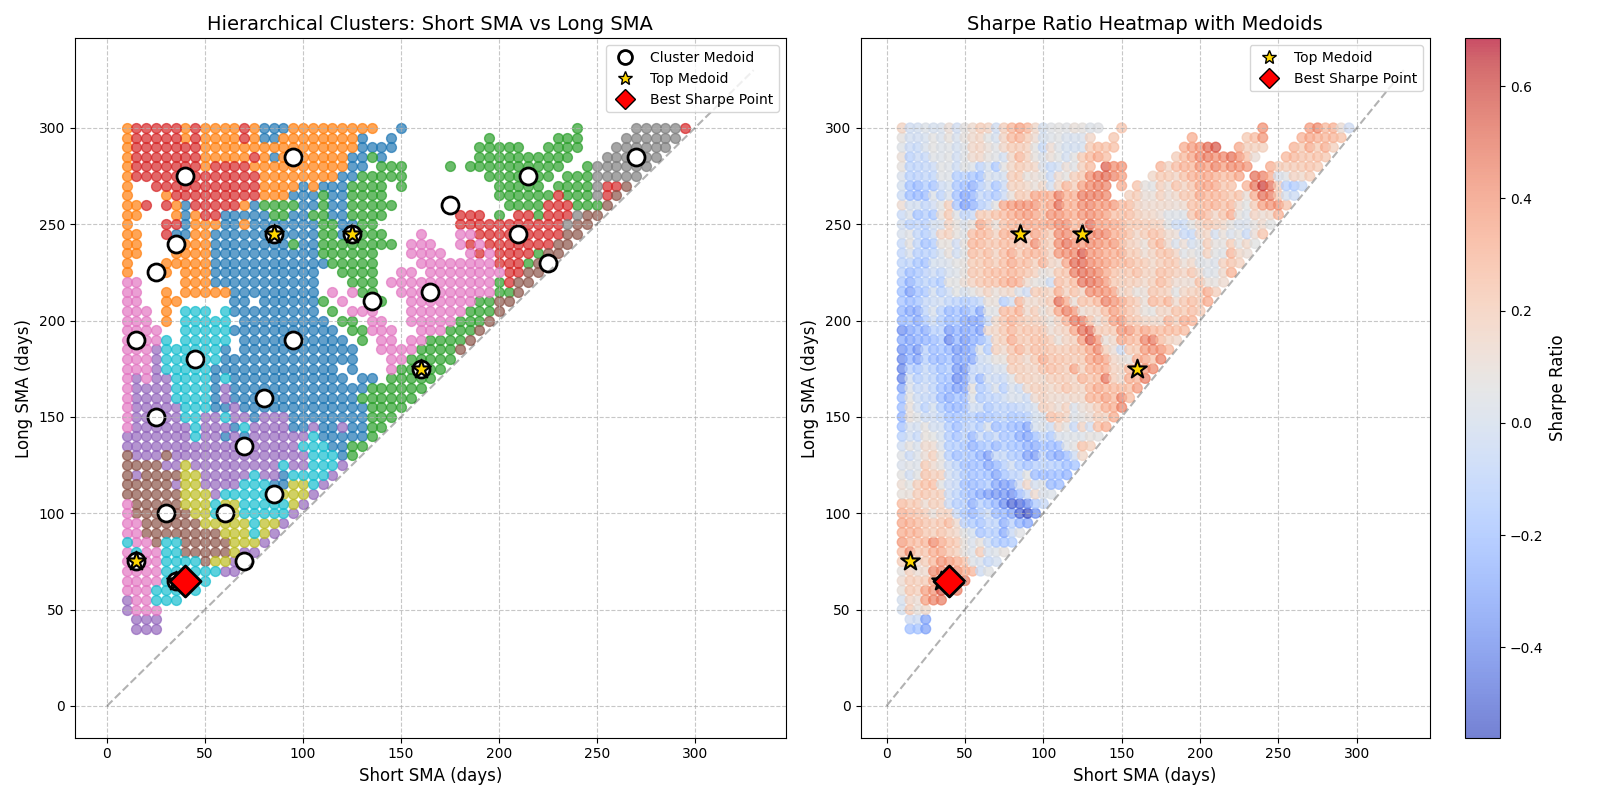 Hierarchical Clusters: Short SMA vs Long SMA
Cluster Medoid
Top Medoid
Best Sharpe Point
300
250
200
150
100
50
0
Long SMA (days)
0 50 100 150 200 250 300
Short SMA (days)
Sharpe Ratio Heatmap with Medoids
Top Medoid
Best Sharpe Point
300
250
200
150
100
50
0
Long SMA (days)
0 50 100 150 200 250 300
Short SMA (days)
0.6
0.4
0.2
0.0
−0.2
−0.4
Sharpe Ratio